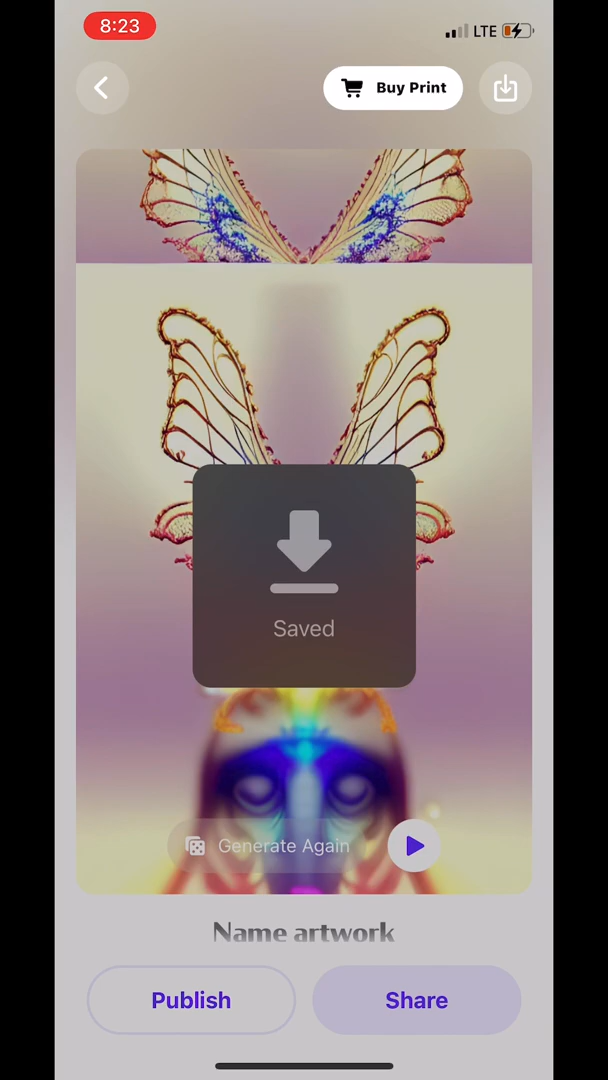 8:23
LTE
Buy Print
Saved
Generate Again
Name artwork
Publish
Share